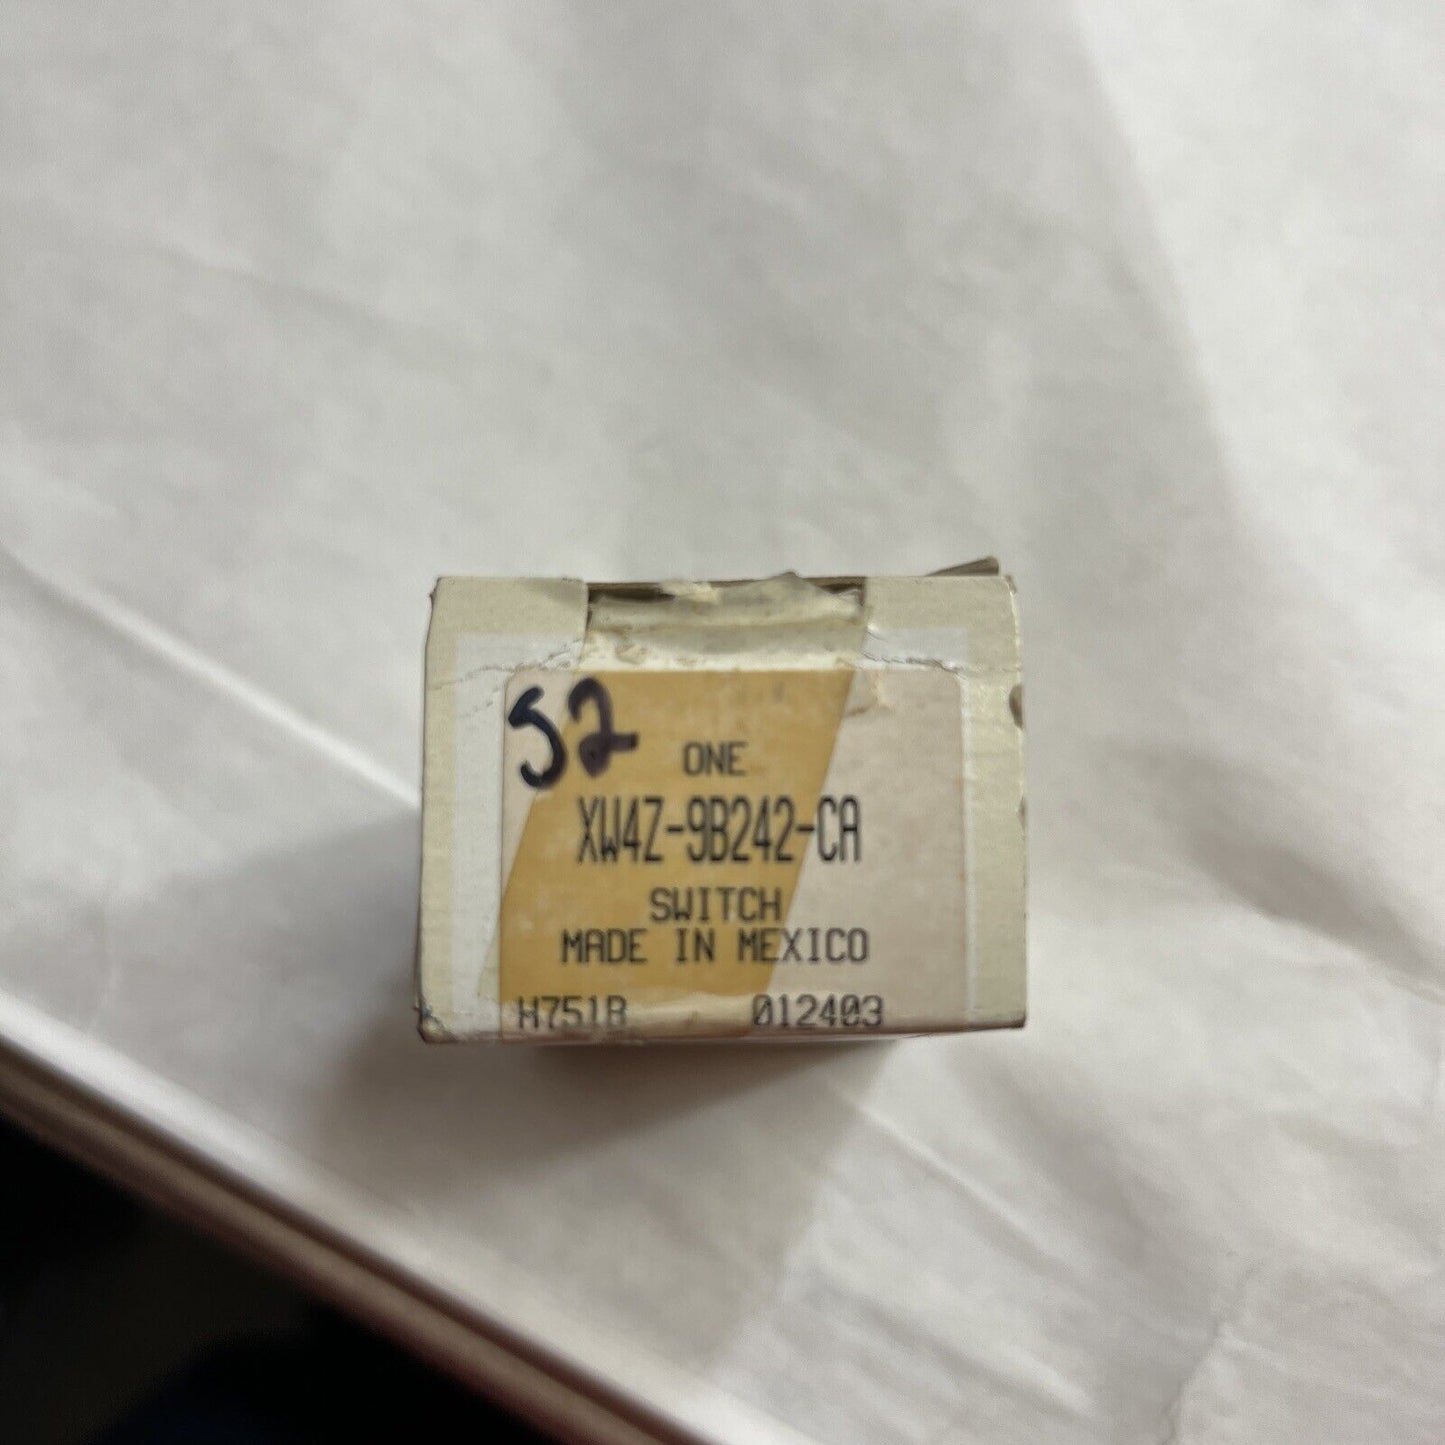 52
ONE
XW4Z-9B242-CA
SWITCH
MADE IN MEXICO
H751B 012403